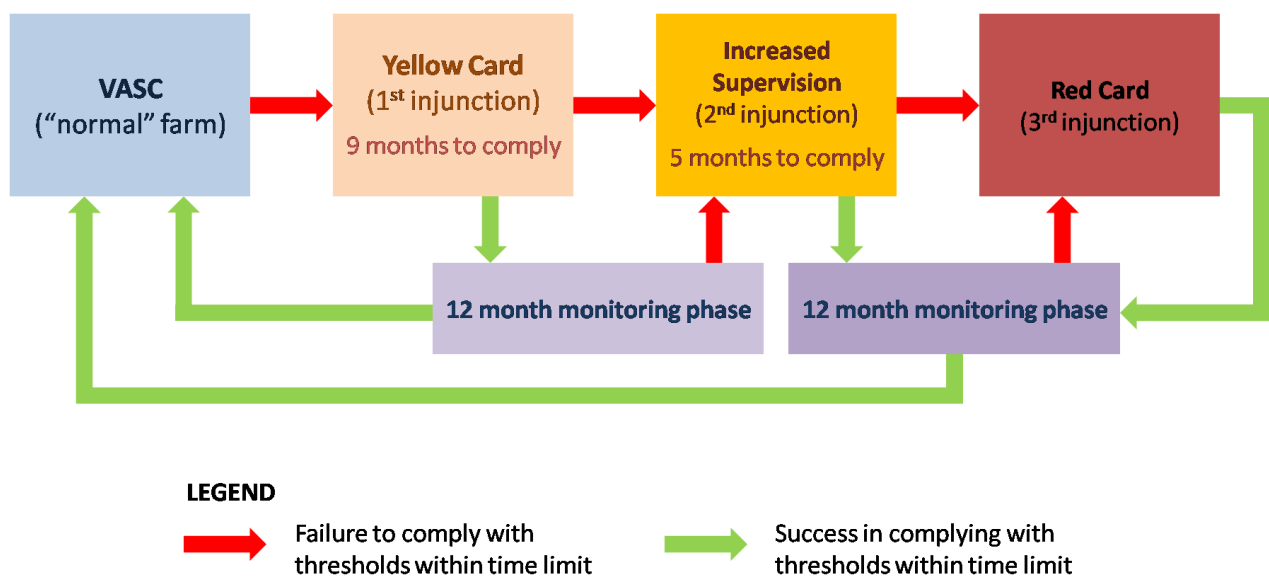 VASC
(“normal” farm)
Yellow Card
(1st injunction)
9 months to comply
Increased
Supervision
(2nd injunction)
5 months to comply
Red Card
(3rd injunction)
12 month monitoring phase
12 month monitoring phase
LEGEND
Failure to comply with
thresholds within time limit
Success in complying with
thresholds within time limit